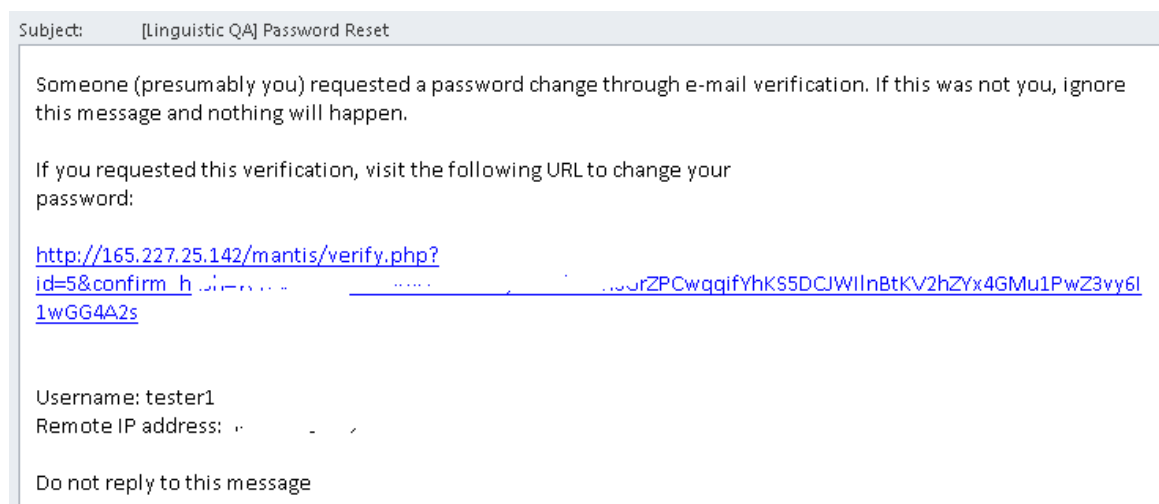 Subject: [Linguistic QA] Password Reset
Someone (presumably you) requested a password change through e-mail verification. If this was not you, ignore
this message and nothing will happen.
If you requested this verification, visit the following URL to change your
password:
http://165.227.25.142/mantis/verify.php?
id=5&confirm_h
1wGG4A2s
Username: tester1
Remote IP address:
Do not reply to this message